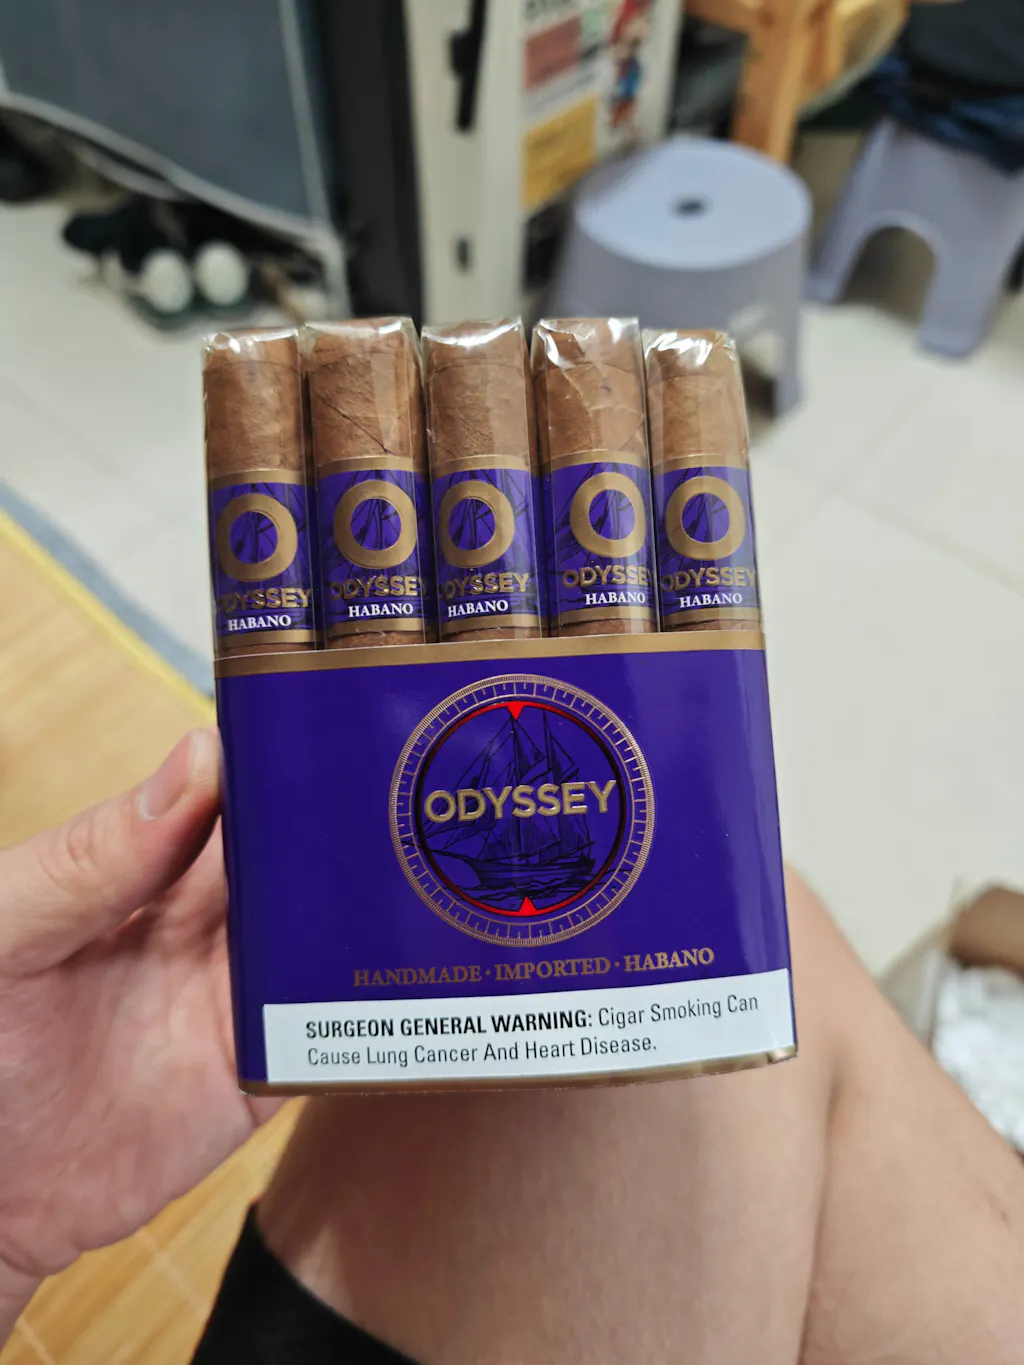 ODYSSEY
HABANO
ODYSSEY
HABANO
ODYSSEY
HABANO
ODYSSEY
HABANO
ODYSSEY
HABANO
ODYSSEY
HANDMADE · IMPORTED · HABANO
SURGEON GENERAL WARNING: Cigar Smoking Can
Cause Lung Cancer And Heart Disease.